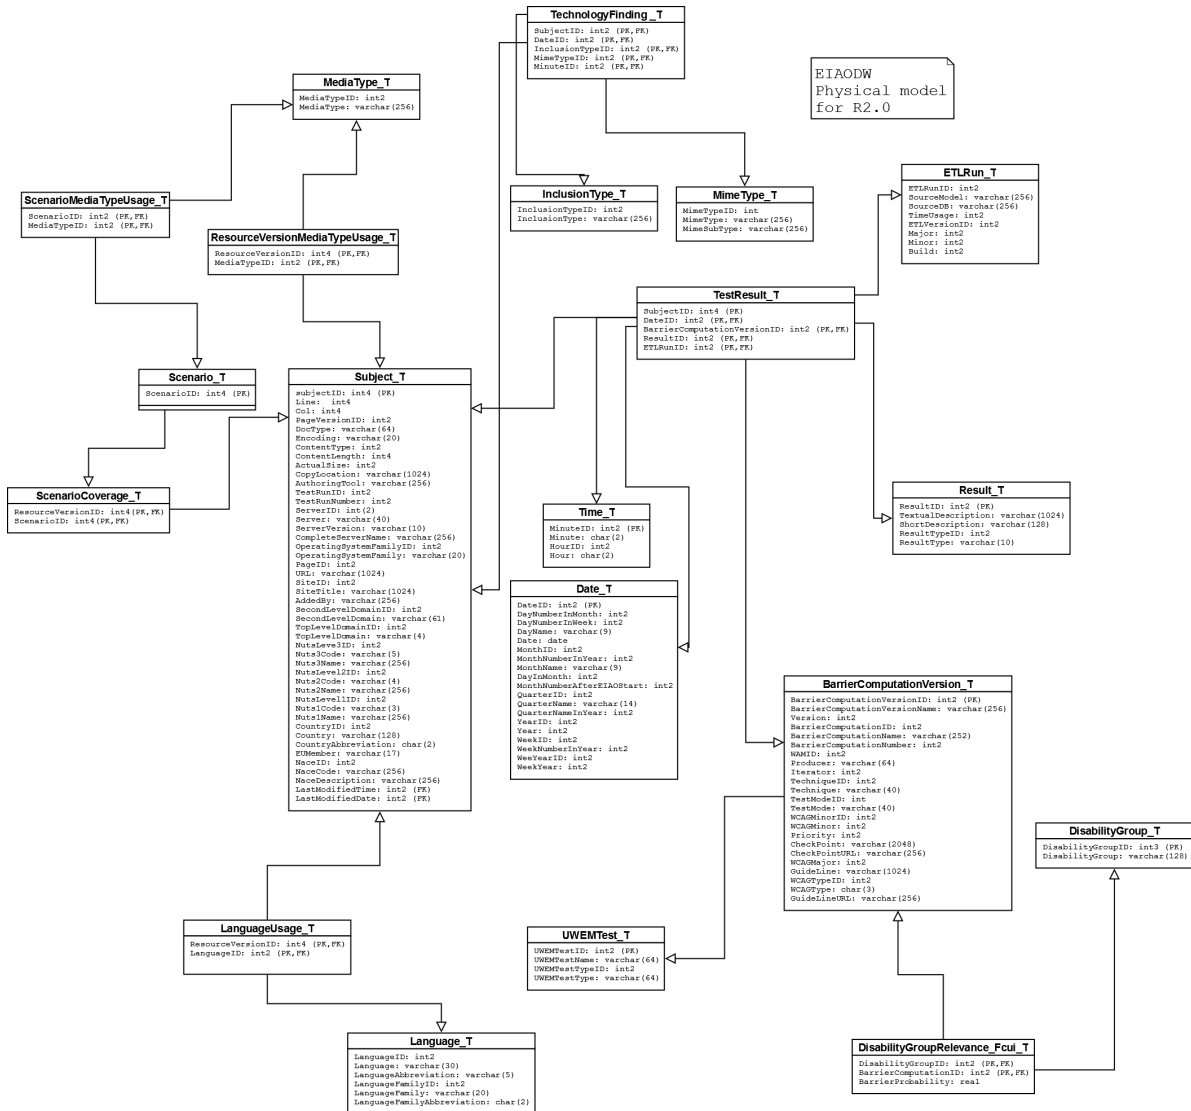 TechnologyFinding _T
SubjectID: int2 (PK,FK)
DateID: int2 (PK,FK)
InclusionTypeID: int2 (PK,FK)
MimeTypeID: int2 (PK,FK)
MinuteID: int2 (PK,FK)
EIAODW
Physical model
for R2.0
MediaType_T
MediaTypeID: int2
MediaType: varchar(256)
ScenarioMediaTypeUsage_T
ScenarioID: int2 (PK,FK)
MediaTypeID: int2 (PK,FK)
ResourceVersionMediaTypeUsage_T
ResourceVersionID: int4 (PK,FK)
MediaTypeID: int2 (PK,FK)
InclusionType_T
InclusionTypeID: int2
InclusionType: varchar(256)
MimeType_T
MimeTypeID: int
MimeType: varchar(256)
MimeSubType: varchar(256)
ETLRun_T
ETLRunID: int2
SourceModel: varchar(256)
SourceDB: varchar(256)
TimeUsage: int2
ETLVersionID: int2
Major: int2
Minor: int2
Build: int2
TestResult_T
SubjectID: int4 (PK)
DateID: int2 (PK,FK)
BarrierComputationVersionID: int2 (PK,FK)
ResultID: int2 (PK,FK)
ETLRunID: int2 (PK,FK)
Scenario_T
ScenarioID: int4 (PK)
ScenarioCoverage_T
ResourceVersionID: int4(PK,FK)
ScenarioID: int4(PK,FK)
Subject_T
subjectID: int4 (PK)
Line:  int4
Col: int4
PageVersionID: int2
DocType: varchar(64)
Encoding: varchar(20)
ContentType: int2
ContentLength: int4
ActualSize: int2
CopyLocation: varchar(1024)
AuthoringTool: varchar(256)
TestRunID: int2
TestRunNumber: int2
ServerID: int(2)
Server: varchar(40)
ServerVersion: varchar(10)
CompleteServerName: varchar(256)
OperatingSystemFamilyID: int2
OperatingSystemFamily: varchar(20)
PageID: int2
URL: varchar(1024)
SiteID: int2
SiteTitle: varchar(1024)
AddedBy: varchar(256)
SecondLevelDomainID: int2
SecondLevelDomain: varchar(61)
TopLevelDomainID: int2
TopLevelDomain: varchar(4)
NutsLeve3ID: int2
Nuts3Code: varchar(5)
Nuts3Name: varchar(256)
NutsLevel2ID: int2
Nuts2Code: varchar(4)
Nuts2Name: varchar(256)
NutsLevel1ID: int2
Nuts1Code: varchar(3)
Nuts1Name: varchar(256)
CountryID: int2
Country: varchar(128)
CountryAbbreviation: char(2)
EUMember: varchar(17)
NaceID: int2
NaceCode: varchar(256)
NaceDescription: varchar(256)
LastModifiedTime: int2 (FK)
LastModifiedDate: int2 (FK)
Time_T
MinuteID: int2 (PK)
Minute: char(2)
HourID: int2
Hour: char(2)
Result_T
ResultID: int2 (PK)
TextualDescription: varchar(1024)
ShortDescription: varchar(128)
ResultTypeID: int2
ResultType: varchar(10)
Date_T
DateID: int2 (PK)
DayNumberInMonth: int2
DayNumberInWeek: int2
DayName: varchar(9)
Date: date
MonthID: int2
MonthNumberInYear: int2
MonthName: varchar(9)
DayInMonth: int2
MonthNumberAfterEIAOStart: int2
QuarterID: int2
QuarterName: varchar(14)
QuarterNameInYear: int2
YearID: int2
Year: int2
WeekID: int2
WeekNumberInYear: int2
WeeYearID: int2
WeekYear: int2
BarrierComputationVersion_T
BarrierComputationVersionID: int2 (PK)
BarrierComputationVersionName: varchar(256)
Version: int2
BarrierComputationID: int2
BarrierComputationName: varchar(252)
BarrierComputationNumber: int2
WAMID: int2
Producer: varchar(64)
Iterator: int2
TechniqueID: int2
Technique: varchar(40)
TestModeID: int
TestMode: varchar(40)
WCAGMinorID: int2
WCAGMinor: int2
Priority: int2
CheckPoint: varchar(2048)
CheckPointURL: varchar(256)
WCAGMajor: int2
GuideLine: varchar(1024)
WCAGTypeID: int2
WCAGType: char(3)
GuideLineURL: varchar(256)
DisabilityGroup_T
DisabilityGroupID: int3 (PK)
DisabilityGroup: varchar(128)
LanguageUsage_T
ResourceVersionID: int4 (PK,FK)
LanguageID: int2 (PK,FK)
UWEMTest_T
UWEMTestID: int2 (PK)
UWEMTestName: varchar(64)
UWEMTestTypeID: int2
UWEMTestType: varchar(64)
Language_T
LanguageID: int2
Language: varchar(30)
LanguageAbbreviation: varchar(5)
LanguageFamilyID: int2
LanguageFamily: varchar(20)
LanguageFamilyAbbreviation: char(2)
DisabilityGroupRelevance_Fcui_T
DisabilityGroupID: int2 (PK,FK)
BarrierComputationID: int2 (PK,FK)
BarrierProbability: real